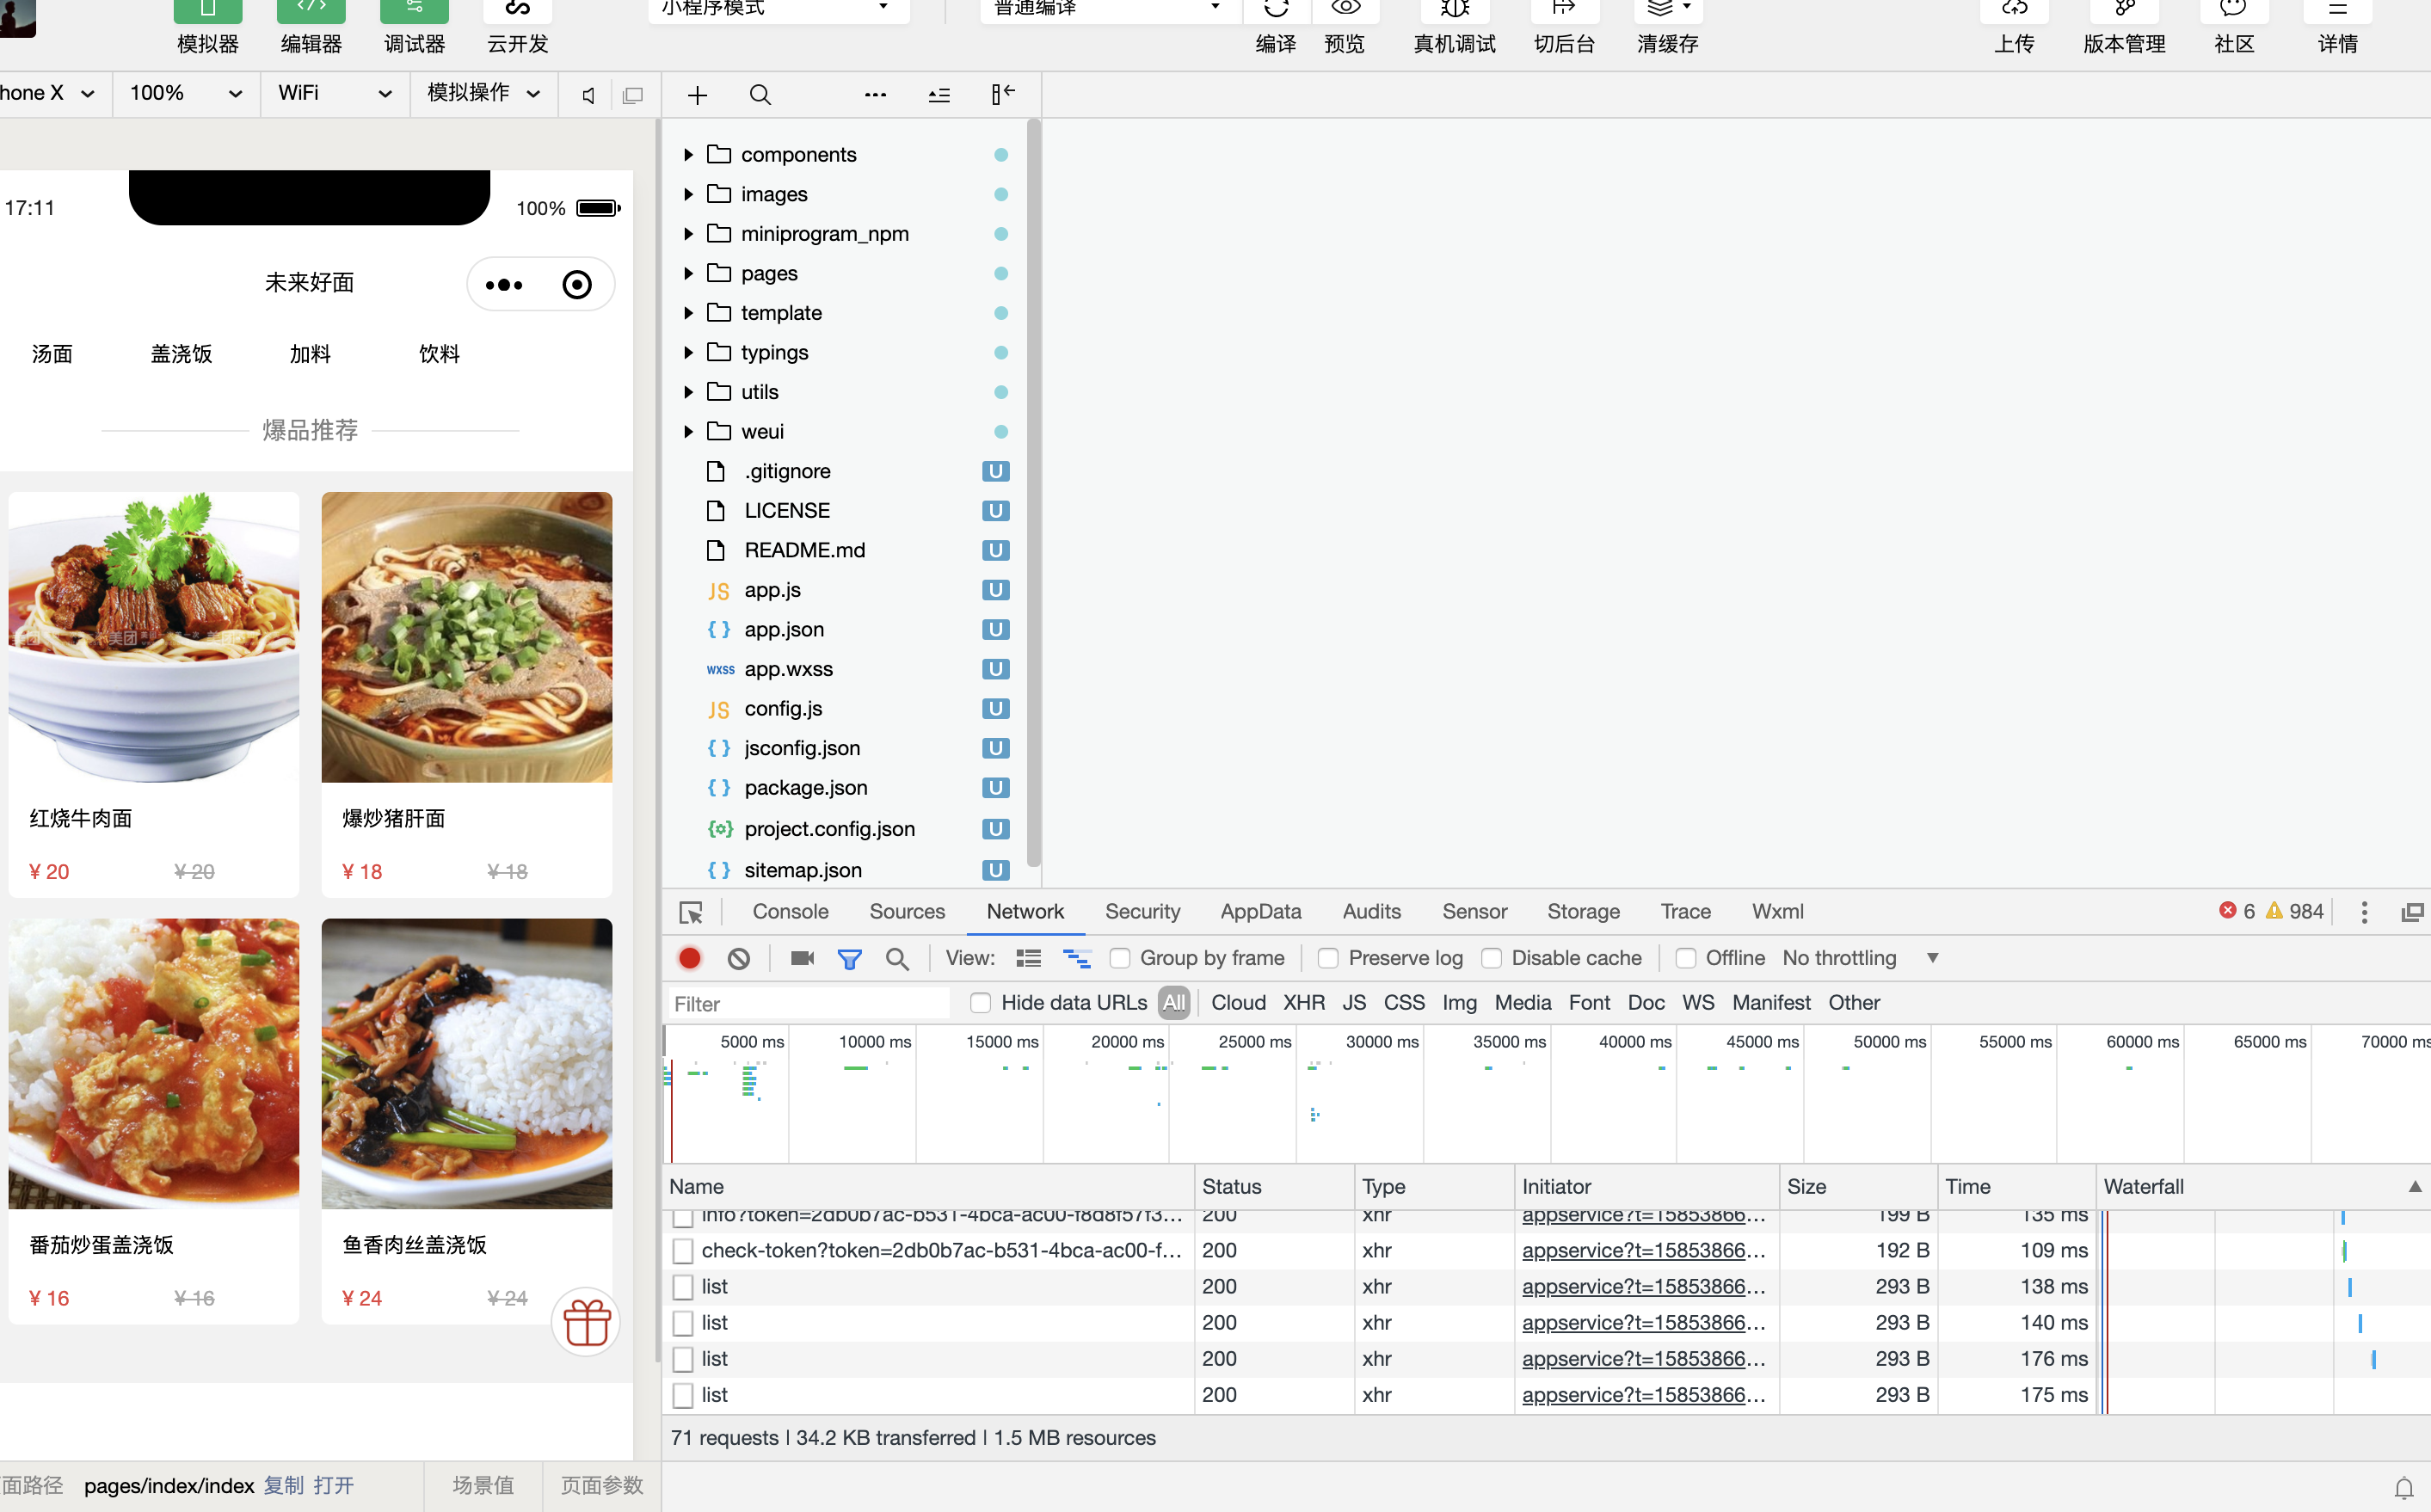 小程序模式
普通编译
模拟器 编辑器 调试器 云开发 编译 预览 真机调试 切后台 清缓存 上传 版本管理 社区 详情
hone X 100% WiFi 模拟操作
17:11 100%
未来好面
汤面 盖浇饭 加料 饮料
爆品推荐
美团
红烧牛肉面
¥ 20 ¥ 20
爆炒猪肝面
¥ 18 ¥ 18
番茄炒蛋盖浇饭
¥ 16 ¥ 16
鱼香肉丝盖浇饭
¥ 24 ¥ 24
面路径 pages/index/index 复制 打开 场景值 页面参数
components
images
miniprogram_npm
pages
template
typings
utils
weui
.gitignore U
LICENSE U
README.md U
JS app.js U
{ } app.json U
WXSS app.wxss U
JS config.js U
{ } jsconfig.json U
{ } package.json U
project.config.json U
{ } sitemap.json U
Console Sources Network Security AppData Audits Sensor Storage Trace Wxml 6 984
View: Group by frame Preserve log Disable cache Offline No throttling
Filter Hide data URLs All Cloud XHR JS CSS Img Media Font Doc WS Manifest Other
5000 ms 10000 ms 15000 ms 20000 ms 25000 ms 30000 ms 35000 ms 40000 ms 45000 ms 50000 ms 55000 ms 60000 ms 65000 ms 70000 ms
Name Status Type Initiator Size Time Waterfall
info?token=2db0b7ac-b531-4bca-ac00-f8d8f57f3... 200 xhr appservice?t=15853866... 199 B 135 ms
check-token?token=2db0b7ac-b531-4bca-ac00-f... 200 xhr appservice?t=15853866... 192 B 109 ms
list 200 xhr appservice?t=15853866... 293 B 138 ms
list 200 xhr appservice?t=15853866... 293 B 140 ms
list 200 xhr appservice?t=15853866... 293 B 176 ms
list 200 xhr appservice?t=15853866... 293 B 175 ms
71 requests | 34.2 KB transferred | 1.5 MB resources